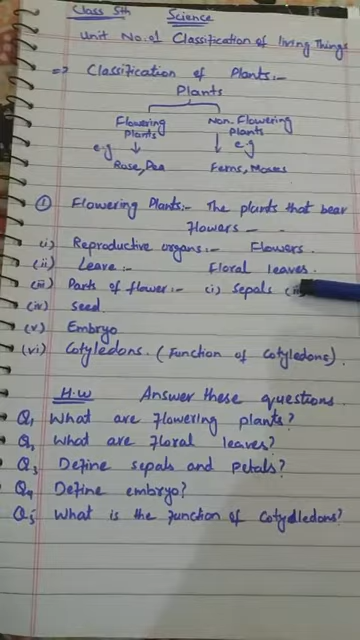 Class 5th Science
Unit No.01 Classification of living Things
⇒ Classification of Plants:-
Plants
Flowering Plants
Non. Flowering Plants
e.g ↓
↓ e.g
Rose, Pea
Ferns, Moses
① Flowering Plants:- The plants that bear
flowers - -
(i) Reproductive organs:- Flowers.
(ii) Leave:- Floral leaves.
(iii) Parts of flower:- (i) Sepals (ii)
(iv) seed.
(v) Embryo
(vi) Cotyledons. (Function of Cotyledons).
H.W Answer these questions.
Q1 What are flowering plants?
Q2 What are floral leaves?
Q3 Define sepals and petals?
Q4 Define embryo?
Q5 What is the function of Cotydledons?